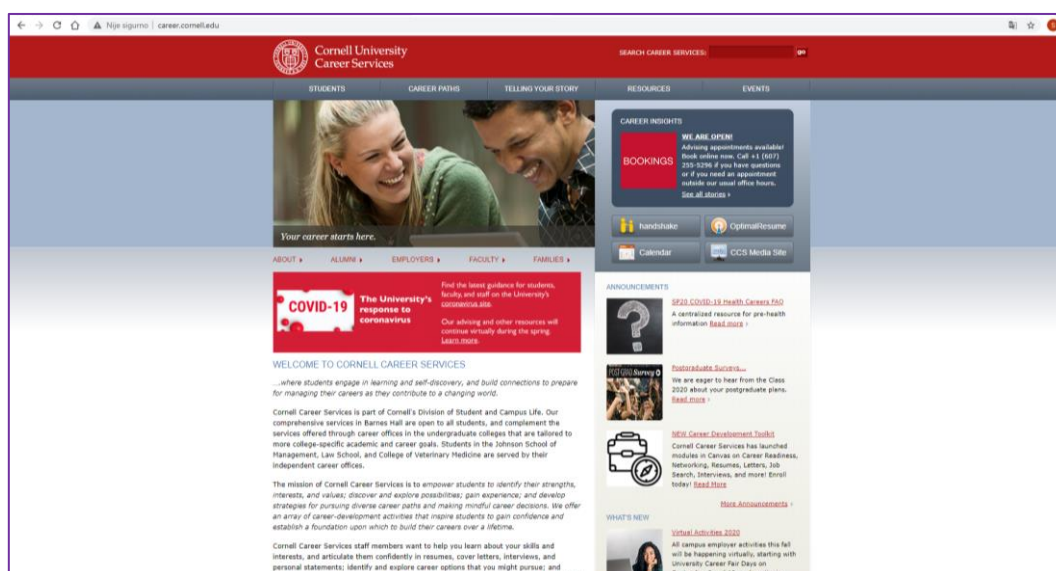 Nije sigurno | career.cornell.edu
Cornell University
Career Services
SEARCH CAREER SERVICES:
go
STUDENTS
CAREER PATHS
TELLING YOUR STORY
RESOURCES
EVENTS
Your career starts here.
CAREER INSIGHTS
BOOKINGS
WE ARE OPEN!
Advising appointments available!
Book online now. Call +1 (607)
255-5296 if you have questions
or if you need an appointment
outside our usual office hours.
See all stories ›
handshake
OptimalResume
Calendar
CCS Media Site
ABOUT
ALUMNI
EMPLOYERS
FACULTY
FAMILIES
COVID-19
The University's
response to
coronavirus
Find the latest guidance for students,
faculty, and staff on the University's
coronavirus site.
Our advising and other resources will
continue virtually during the spring.
Learn more.
WELCOME TO CORNELL CAREER SERVICES
...where students engage in learning and self-discovery, and build connections to prepare
for managing their careers as they contribute to a changing world.
Cornell Career Services is part of Cornell's Division of Student and Campus Life. Our
comprehensive services in Barnes Hall are open to all students, and complement the
services offered through career offices in the undergraduate colleges that are tailored to
more college-specific academic and career goals. Students in the Johnson School of
Management, Law School, and College of Veterinary Medicine are served by their
independent career offices.
The mission of Cornell Career Services is to empower students to identify their strengths,
interests, and values; discover and explore possibilities; gain experience; and develop
strategies for pursuing diverse career paths and making mindful career decisions. We offer
an array of career-development activities that inspire students to gain confidence and
establish a foundation upon which to build their careers over a lifetime.
Cornell Career Services staff members want to help you learn about your skills and
interests, and articulate them confidently in resumes, cover letters, interviews, and
personal statements; identify and explore career options that you might pursue; and
ANNOUNCEMENTS
SP20 COVID-19 Health Careers FAQ
A centralized resource for pre-health
information Read more ›
POST-GRAD Survey
Postgraduate Surveys...
We are eager to hear from the Class
2020 about your postgraduate plans.
Read more ›
NEW Career Development Toolkit
Cornell Career Services has launched
modules in Canvas on Career Readiness,
Networking, Resumes, Letters, Job
Search, Interviews, and more! Enroll
today! Read More
More Announcements ›
WHAT'S NEW
Virtual Activities 2020
All campus employer activities this fall
will be happening virtually, starting with
University Career Fair Days on